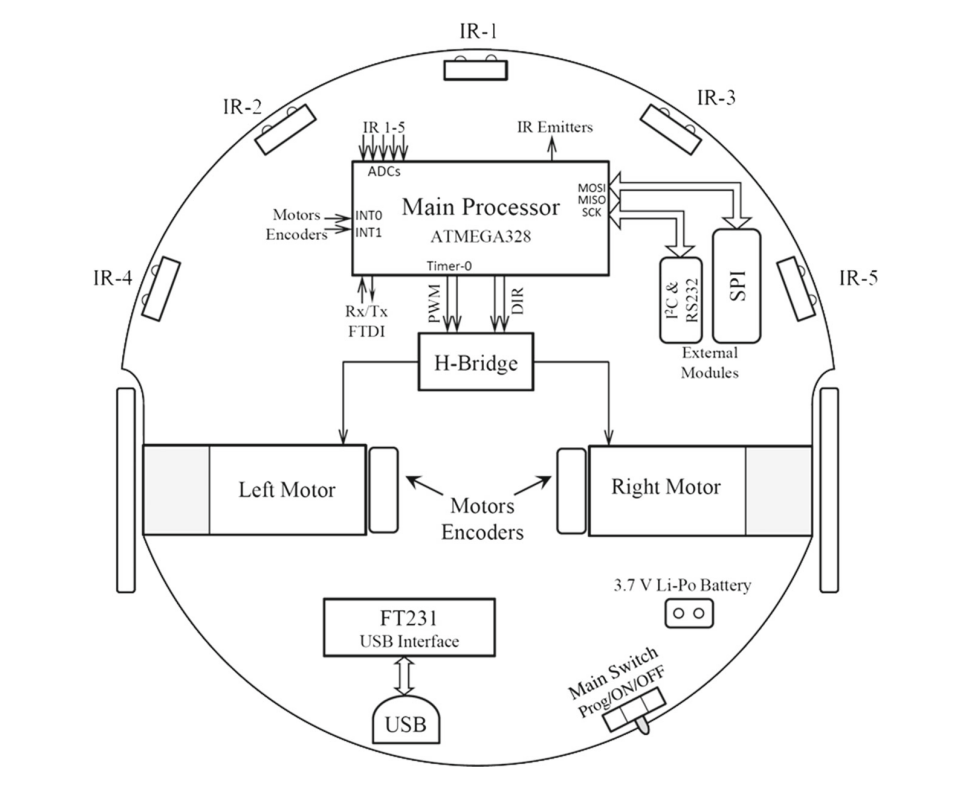 IR-1
IR-2
IR-3
IR 1-5
IR Emitters
ADCs
MOSI
MISO
SCK
Main Processor
ATMEGA328
Motors
Encoders
INT0
INT1
Timer-0
IR-4
IR-5
Rx/Tx
FTDI
PWM
DIR
I²C &
RS232
SPI
External
Modules
H-Bridge
Left Motor
Right Motor
Motors
Encoders
3.7 V Li-Po Battery
FT231
USB Interface
USB
Main Switch
Prog/ON/OFF